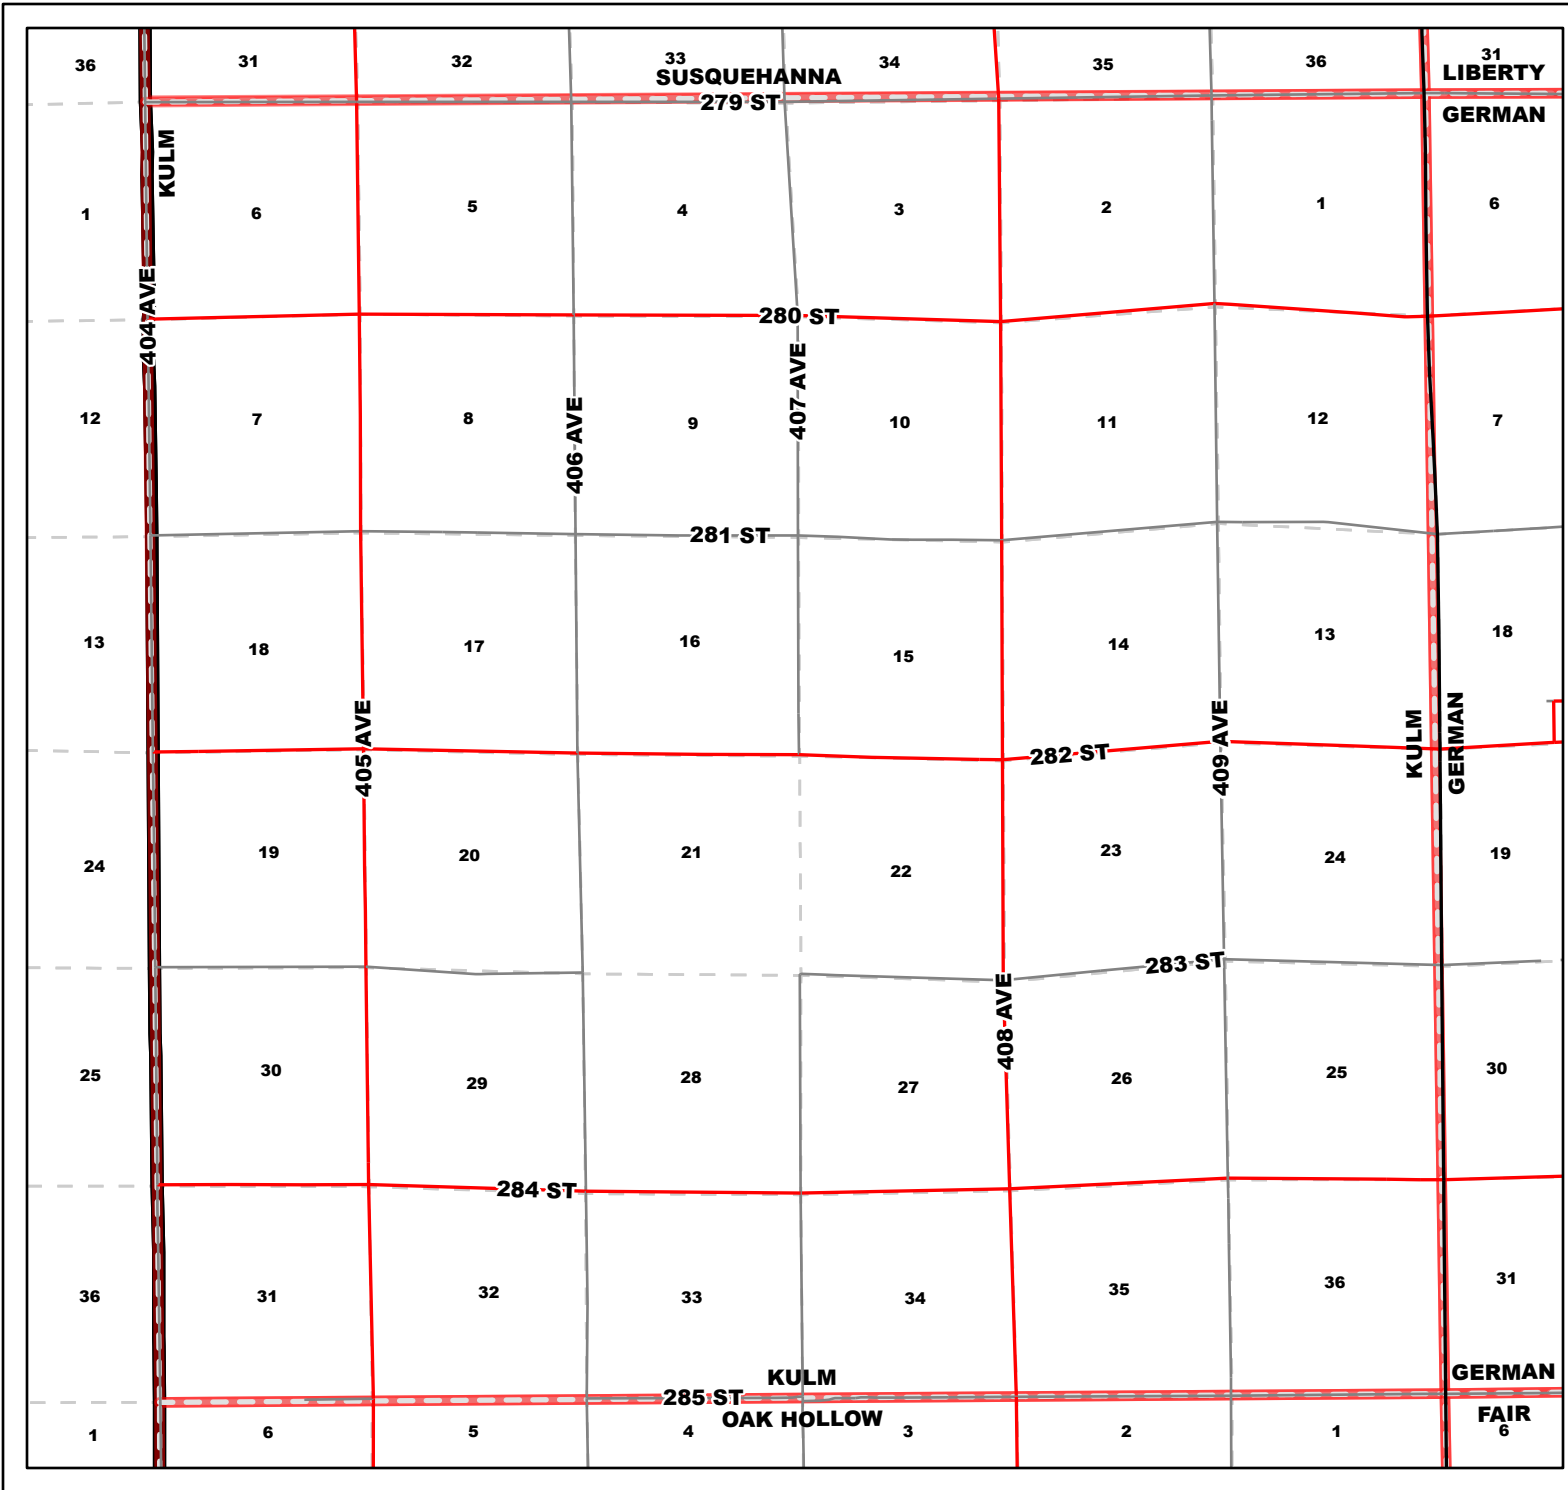 36 31 32 33 34 35 36 31
SUSQUEHANNA LIBERTY
279 ST
GERMAN
KULM
1 6 5 4 3 2 1 6
404 AVE
280 ST
407 AVE
406 AVE
12 7 8 9 10 11 12 7
281 ST
13 18 17 16 15 14 13 18
405 AVE
282 ST
409 AVE
KULM
GERMAN
24 19 20 21 22 23 24 19
283 ST
408 AVE
25 30 29 28 27 26 25 30
284 ST
36 31 32 33 34 35 36 31
KULM GERMAN
285 ST
OAK HOLLOW FAIR
1 6 5 4 3 2 1 6